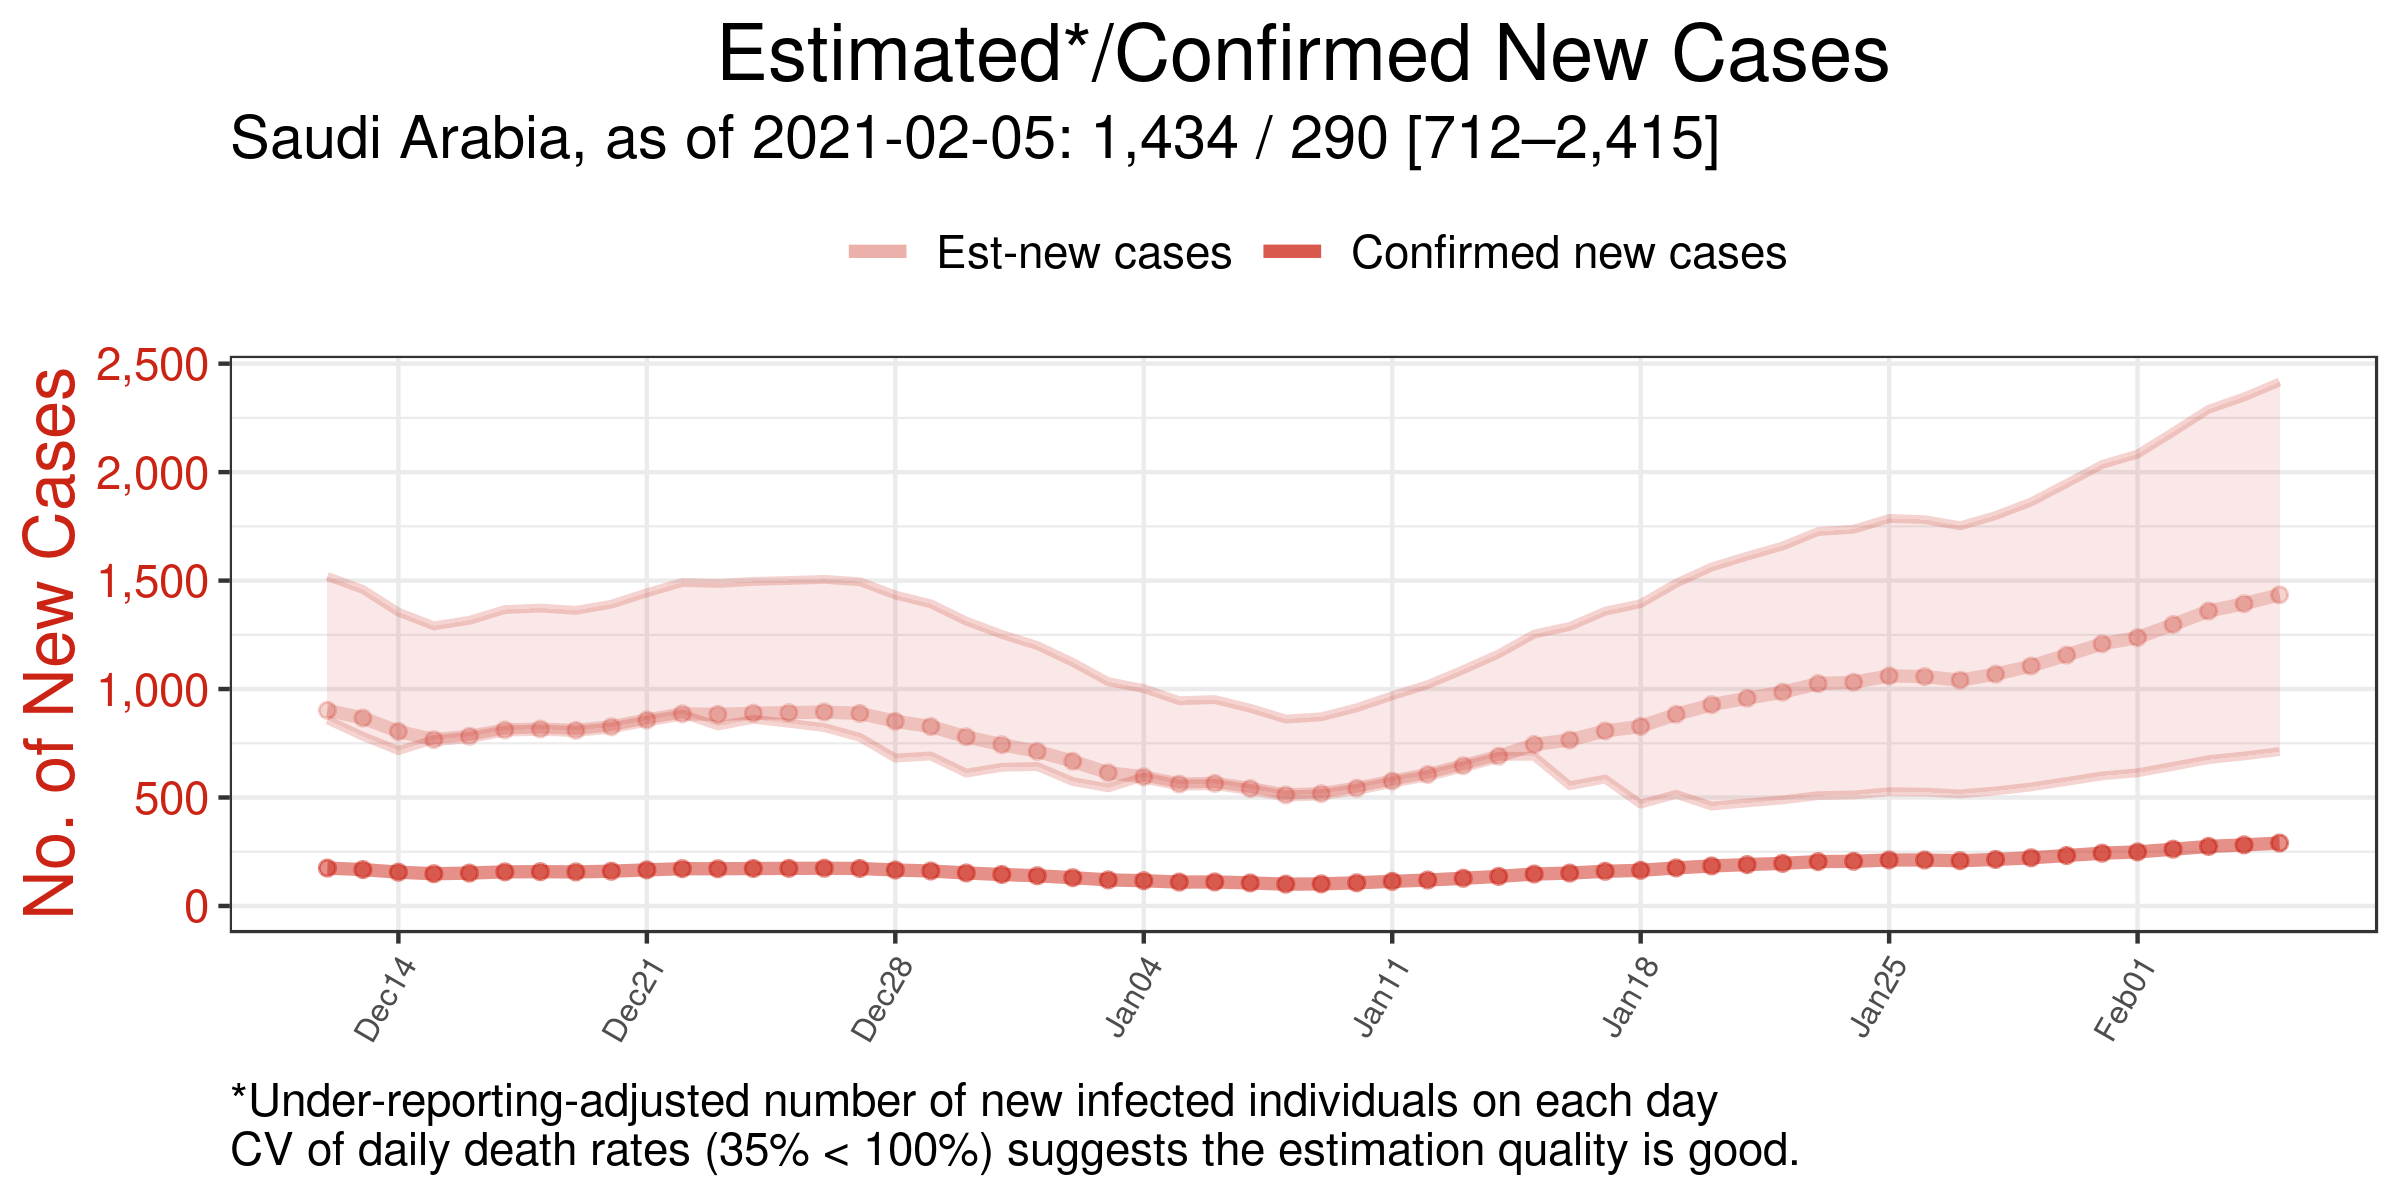 Estimated*/Confirmed New Cases
Saudi Arabia, as of 2021-02-05: 1,434 / 290 [712–2,415]
Est-new cases
Confirmed new cases
No. of New Cases
2,500
2,000
1,500
1,000
500
0
Dec14
Dec21
Dec28
Jan04
Jan11
Jan18
Jan25
Feb01
*Under-reporting-adjusted number of new infected individuals on each day
CV of daily death rates (35% < 100%) suggests the estimation quality is good.